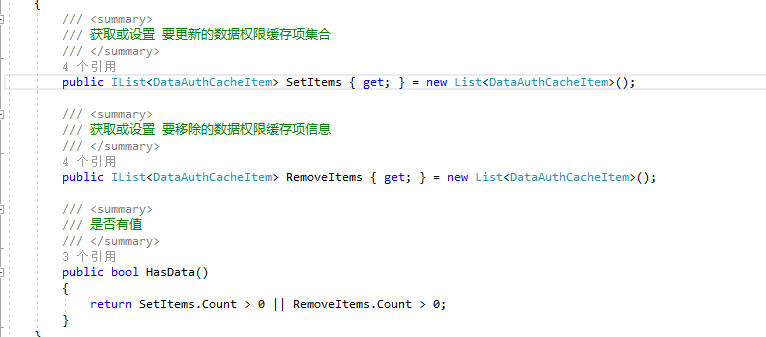 {
/// <summary>
/// 获取或设置 要更新的数据权限缓存项集合
/// </summary>
4 个引用
public IList<DataAuthCacheItem> SetItems { get; } = new List<DataAuthCacheItem>();
/// <summary>
/// 获取或设置 要移除的数据权限缓存项信息
/// </summary>
4 个引用
public IList<DataAuthCacheItem> RemoveItems { get; } = new List<DataAuthCacheItem>();
/// <summary>
/// 是否有值
/// </summary>
3 个引用
public bool HasData()
{
return SetItems.Count > 0 || RemoveItems.Count > 0;
}
}